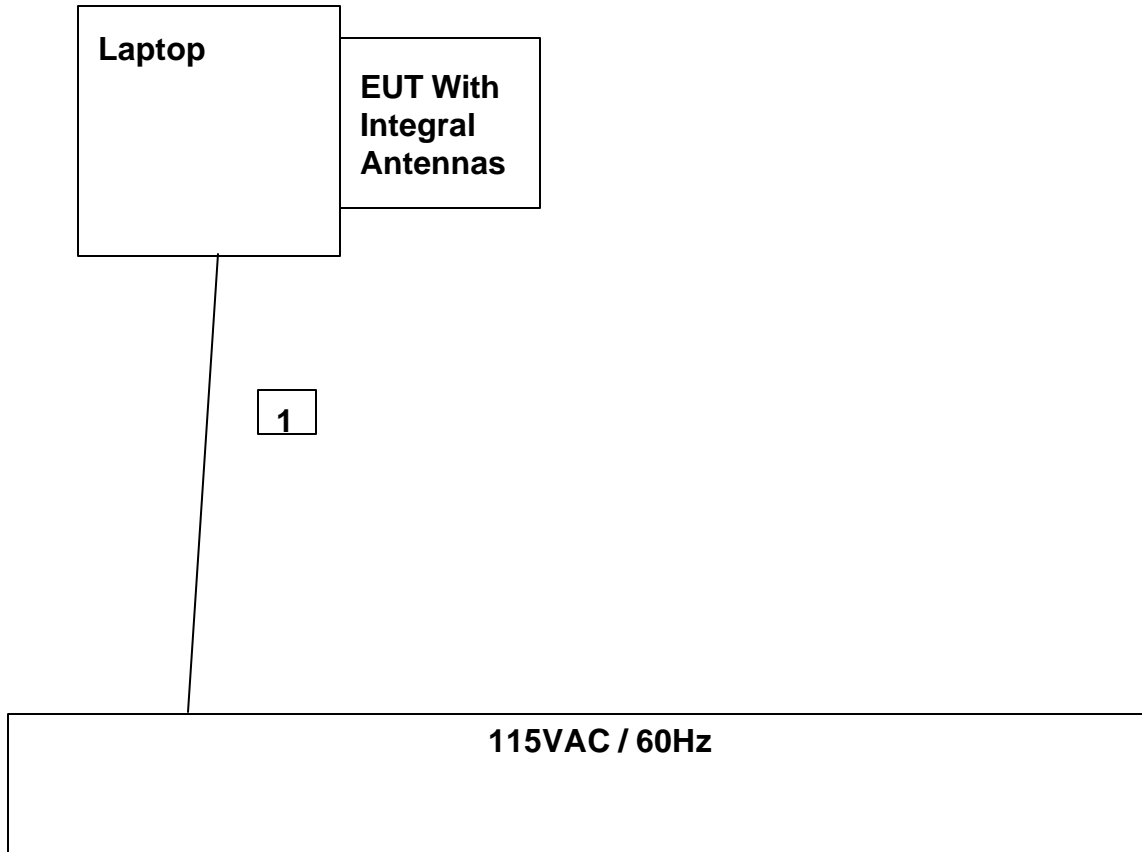 Laptop
EUT With
Integral
Antennas
1
115VAC / 60Hz